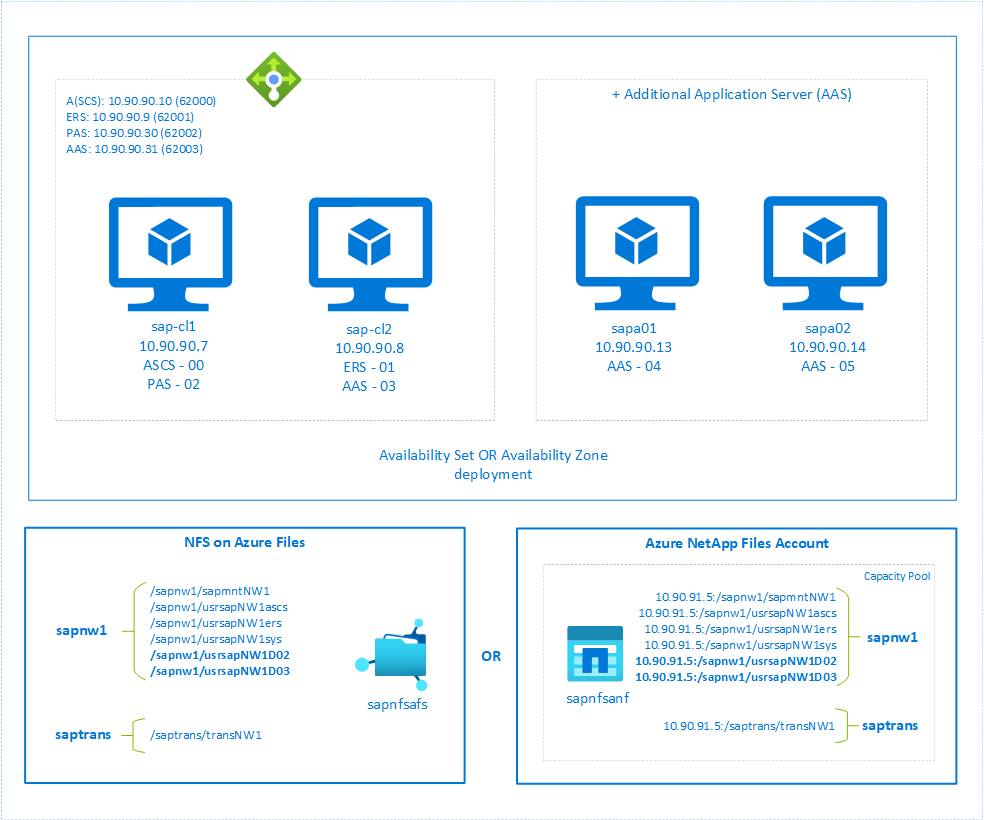 A(SCS): 10.90.90.10 (62000)
ERS: 10.90.90.9 (62001)
PAS: 10.90.90.30 (62002)
AAS: 10.90.90.31 (62003)
+ Additional Application Server (AAS)
sap-cl1
10.90.90.7
ASCS - 00
PAS - 02
sap-cl2
10.90.90.8
ERS - 01
AAS - 03
sapa01
10.90.90.13
AAS - 04
sapa02
10.90.90.14
AAS - 05
Availability Set OR Availability Zone
deployment
NFS on Azure Files
sapnw1
/sapnw1/sapmntNW1
/sapnw1/usrsapNW1ascs
/sapnw1/usrsapNW1ers
/sapnw1/usrsapNW1sys
/sapnw1/usrsapNW1D02
/sapnw1/usrsapNW1D03
sapnfsafs
saptrans
/saptrans/transNW1
OR
Azure NetApp Files Account
Capacity Pool
10.90.91.5:/sapnw1/sapmntNW1
10.90.91.5:/sapnw1/usrsapNW1ascs
10.90.91.5:/sapnw1/usrsapNW1ers
10.90.91.5:/sapnw1/usrsapNW1sys
10.90.91.5:/sapnw1/usrsapNW1D02
10.90.91.5:/sapnw1/usrsapNW1D03
sapnw1
sapnfsanf
10.90.91.5:/saptrans/transNW1
saptrans